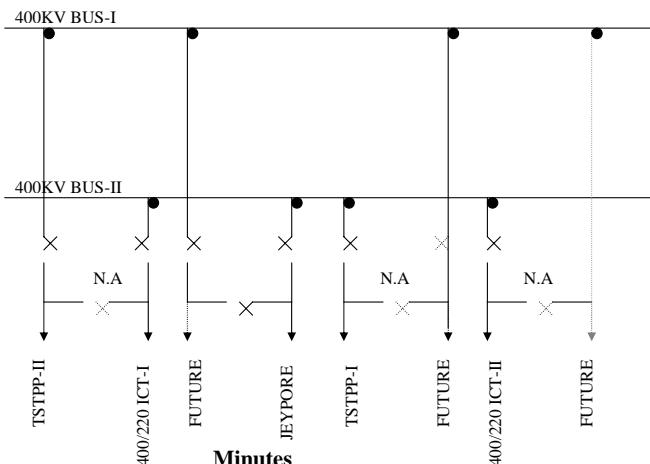 400KV BUS-I
400KV BUS-II
N.A
N.A
N.A
TSTPP-II
400/220 ICT-I
FUTURE
JEYPORE
TSTPP-I
FUTURE
400/220 ICT-II
FUTURE
Minutes